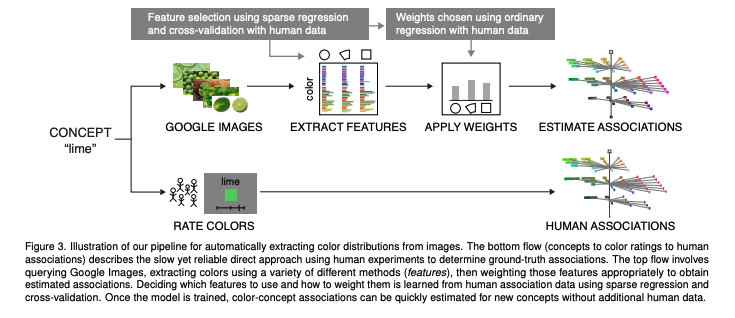 Feature selection using sparse regression
and cross-validation with human data
Weights chosen using ordinary
regression with human data
color
CONCEPT
"lime"
GOOGLE IMAGES
EXTRACT FEATURES
APPLY WEIGHTS
ESTIMATE ASSOCIATIONS
lime
RATE COLORS
HUMAN ASSOCIATIONS
Figure 3. Illustration of our pipeline for automatically extracting color distributions from images. The bottom flow (concepts to color ratings to human
associations) describes the slow yet reliable direct approach using human experiments to determine ground-truth associations. The top flow involves
querying Google Images, extracting colors using a variety of different methods (features), then weighting those features appropriately to obtain
estimated associations. Deciding which features to use and how to weight them is learned from human association data using sparse regression and
cross-validation. Once the model is trained, color-concept associations can be quickly estimated for new concepts without additional human data.